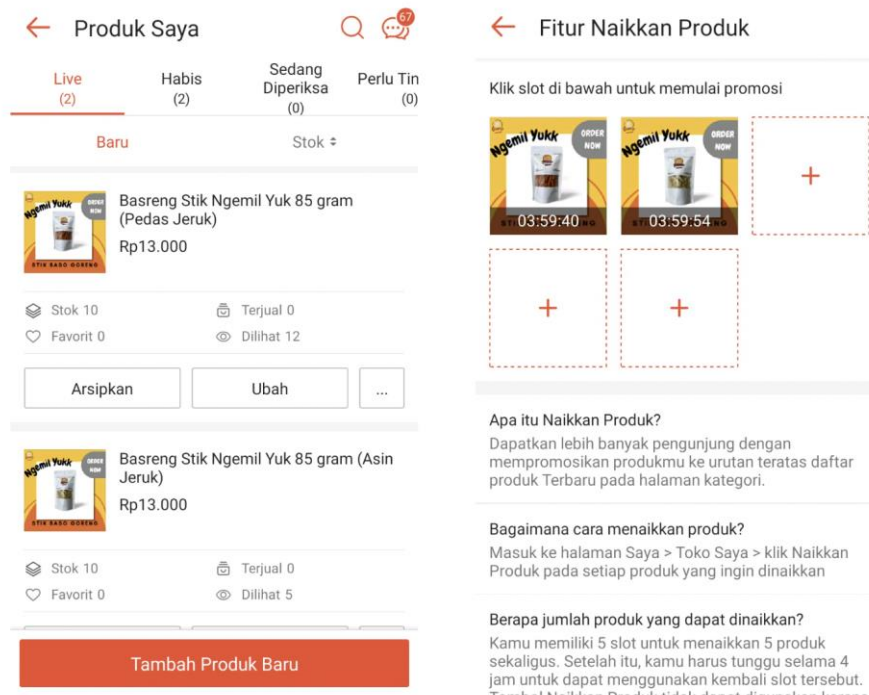 Produk Saya
67
Live
(2)
Habis
(2)
Sedang
Diperiksa
(0)
Perlu Tin
(0)
Baru
Stok
Ngemil Yukk
ORDER
NOW
STIK BASO GORENG
Basreng Stik Ngemil Yuk 85 gram
(Pedas Jeruk)
Rp13.000
Stok 10
Terjual 0
Favorit 0
Dilihat 12
Arsipkan
Ubah
...
Ngemil Yukk
ORDER
NOW
STIK BASO GORENG
Basreng Stik Ngemil Yuk 85 gram (Asin
Jeruk)
Rp13.000
Stok 10
Terjual 0
Favorit 0
Dilihat 5
Tambah Produk Baru
Fitur Naikkan Produk
Klik slot di bawah untuk memulai promosi
Ngemil Yukk
ORDER
NOW
03:59:40
Ngemil Yukk
ORDER
NOW
03:59:54
+
+
+
Apa itu Naikkan Produk?
Dapatkan lebih banyak pengunjung dengan
mempromosikan produkmu ke urutan teratas daftar
produk Terbaru pada halaman kategori.
Bagaimana cara menaikkan produk?
Masuk ke halaman Saya > Toko Saya > klik Naikkan
Produk pada setiap produk yang ingin dinaikkan
Berapa jumlah produk yang dapat dinaikkan?
Kamu memiliki 5 slot untuk menaikkan 5 produk
sekaligus. Setelah itu, kamu harus tunggu selama 4
jam untuk dapat menggunakan kembali slot tersebut.